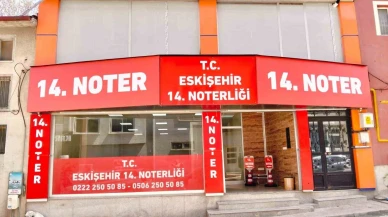 14. NOTER
T.C.
ESKİŞEHİR
14. NOTERLİĞİ
14. NOTER
14.
NOTER
14.
NOTER
T.C.
ESKİŞEHİR 14. NOTERLİĞİ
0222 250 50 85 - 0506 250 50 85